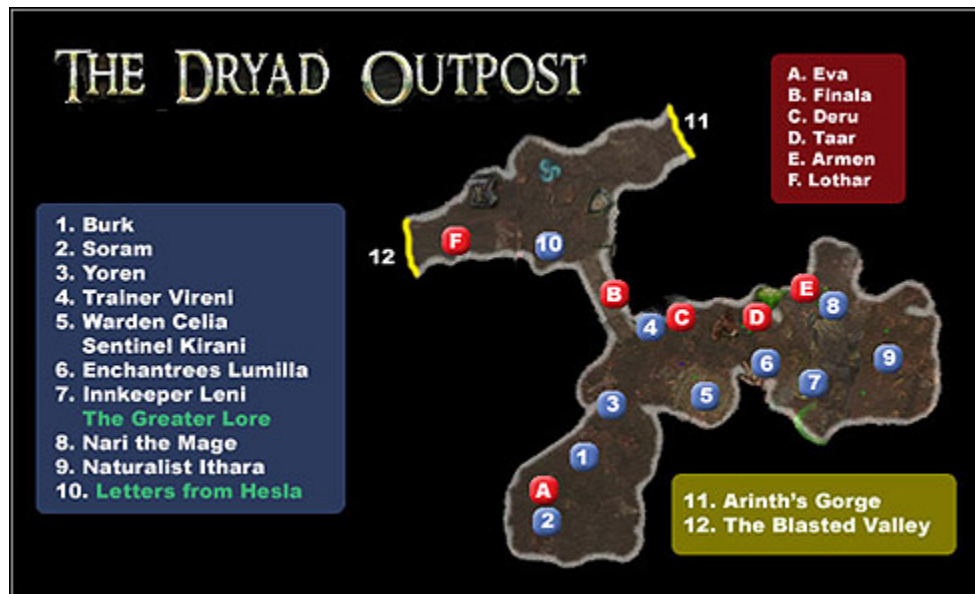 THE DRYAD OUTPOST
A. Eva
B. Finala
C. Deru
D. Taar
E. Armen
F. Lothar
1. Burk
2. Soram
3. Yoren
4. Trainer Vireni
5. Warden Celia
Sentinel Kirani
6. Enchantrees Lumilla
7. Innkeeper Leni
The Greater Lore
8. Nari the Mage
9. Naturalist Ithara
10. Letters from Hesla
11
12
F
10
B
4
C
D
E
8
6
9
7
5
3
1
A
2
11. Arinth's Gorge
12. The Blasted Valley